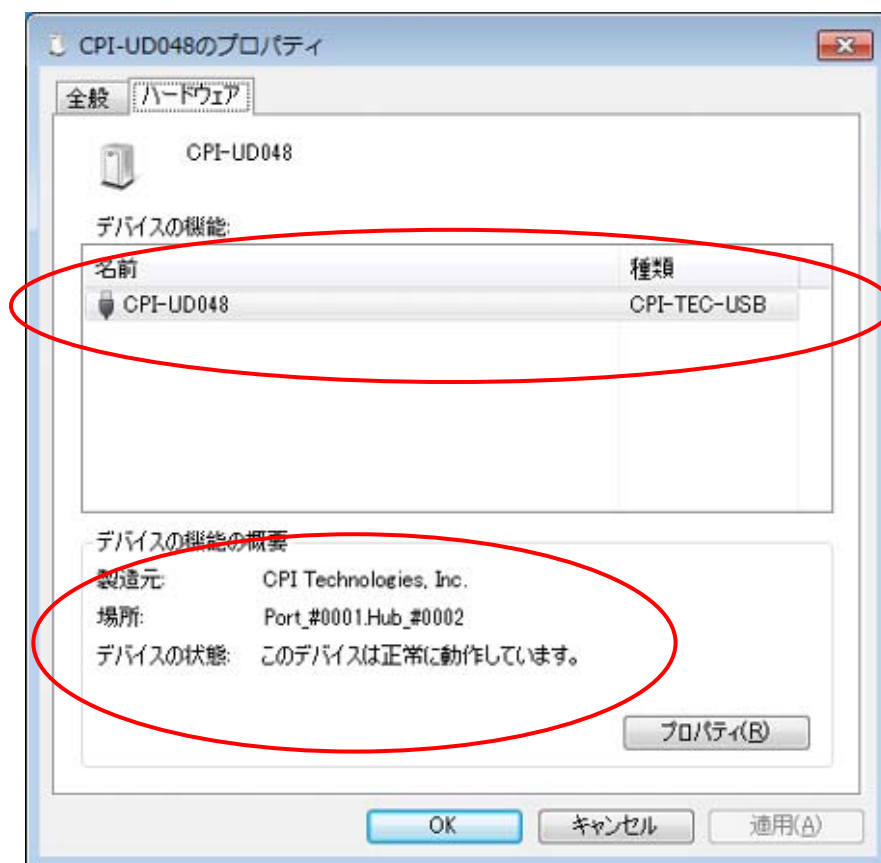 CPI-UD048のプロパティ
全般 ハードウェア
CPI-UD048
デバイスの機能:
名前 種類
CPI-UD048 CPI-TEC-USB
デバイスの機能の概要
製造元: CPI Technologies, Inc.
場所: Port_#0001.Hub_#0002
デバイスの状態: このデバイスは正常に動作しています。
プロパティ(R)
OK キャンセル 適用(A)